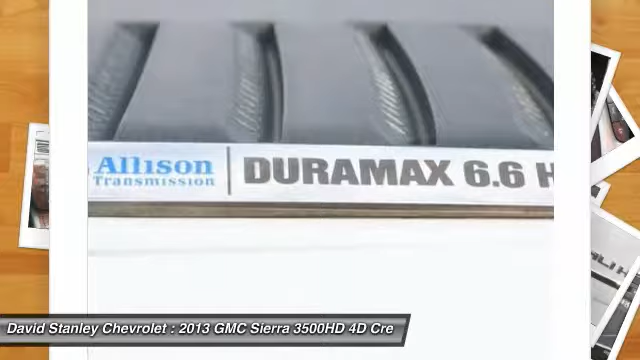 Allison
Transmission
DURAMAX 6.6 H
David Stanley Chevrolet : 2013 GMC Sierra 3500HD 4D Cre